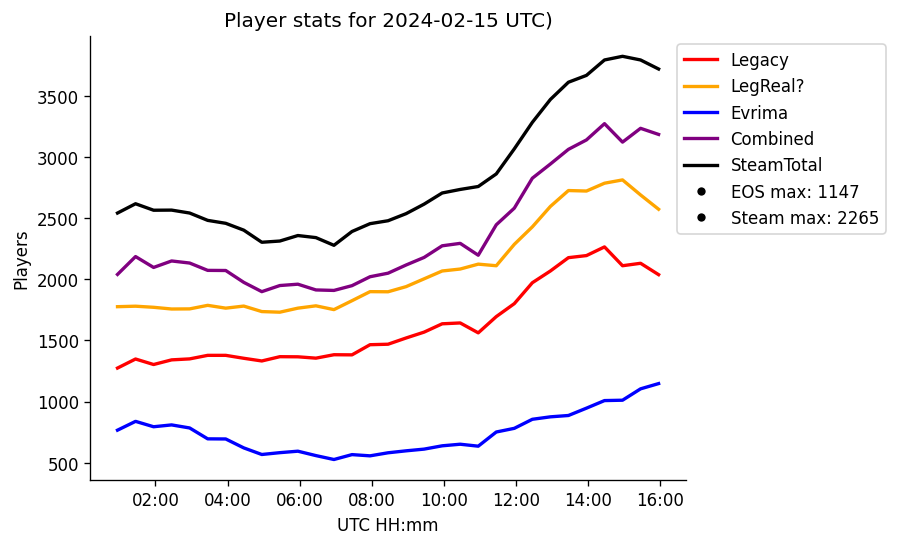 Player stats for 2024-02-15 UTC)
Legacy
LegReal?
Evrima
Combined
SteamTotal
EOS max: 1147
Steam max: 2265
Players
3500
3000
2500
2000
1500
1000
500
02:00 04:00 06:00 08:00 10:00 12:00 14:00 16:00
UTC HH:mm